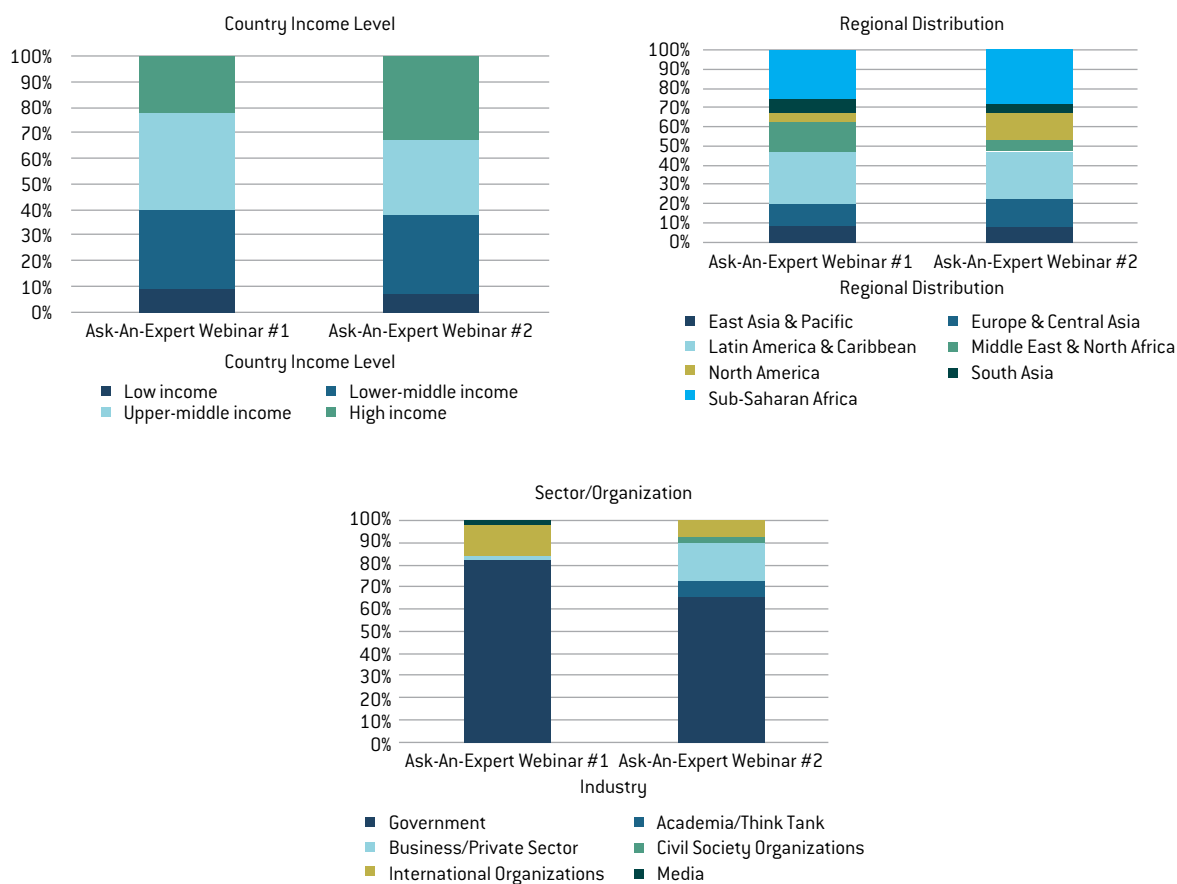 Country Income Level
100%
90%
80%
70%
60%
50%
40%
30%
20%
10%
0%
Ask-An-Expert Webinar #1 Ask-An-Expert Webinar #2
Country Income Level
Low income Lower-middle income
Upper-middle income High income
Regional Distribution
100%
90%
80%
70%
60%
50%
40%
30%
20%
10%
0%
Ask-An-Expert Webinar #1 Ask-An-Expert Webinar #2
Regional Distribution
East Asia & Pacific Europe & Central Asia
Latin America & Caribbean Middle East & North Africa
North America South Asia
Sub-Saharan Africa
Sector/Organization
100%
90%
80%
70%
60%
50%
40%
30%
20%
10%
0%
Ask-An-Expert Webinar #1 Ask-An-Expert Webinar #2
Industry
Government Academia/Think Tank
Business/Private Sector Civil Society Organizations
International Organizations Media